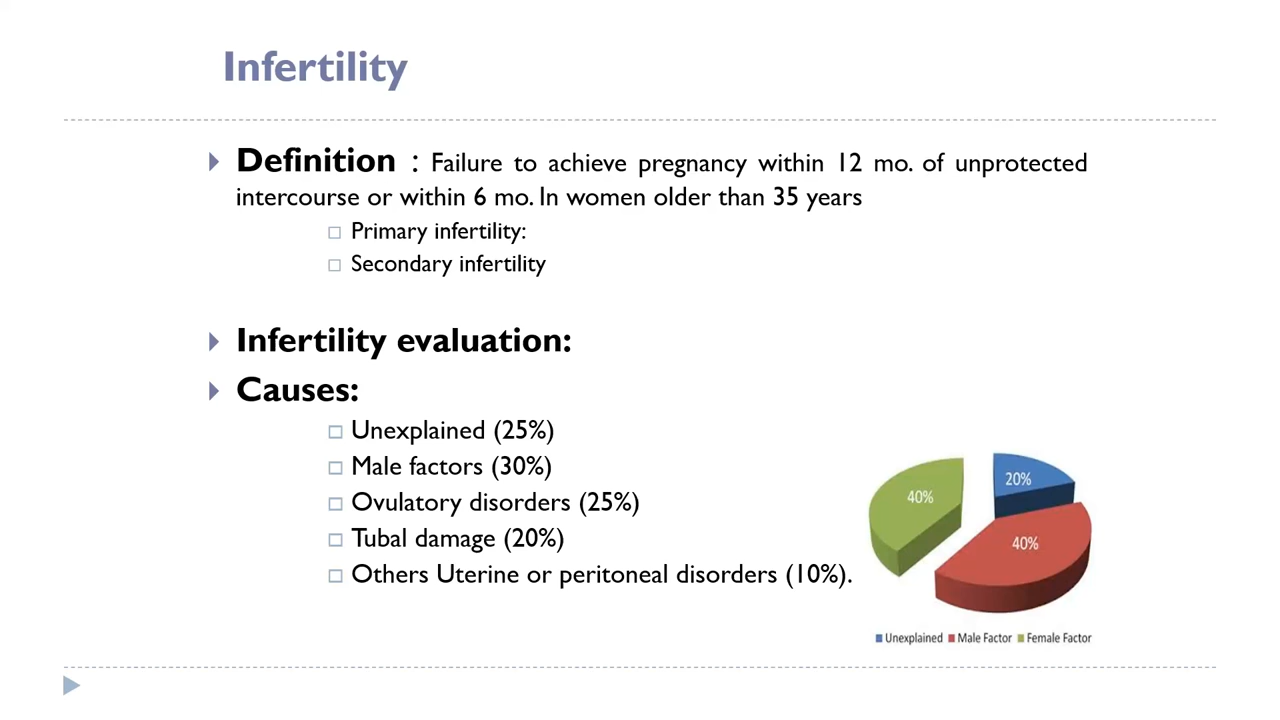 Infertility
Definition : Failure to achieve pregnancy within 12 mo. of unprotected
intercourse or within 6 mo. In women older than 35 years
Primary infertility:
Secondary infertility
Infertility evaluation:
Causes:
Unexplained (25%)
Male factors (30%)
Ovulatory disorders (25%)
Tubal damage (20%)
Others Uterine or peritoneal disorders (10%).
20%
40%
40%
Unexplained Male Factor Female Factor